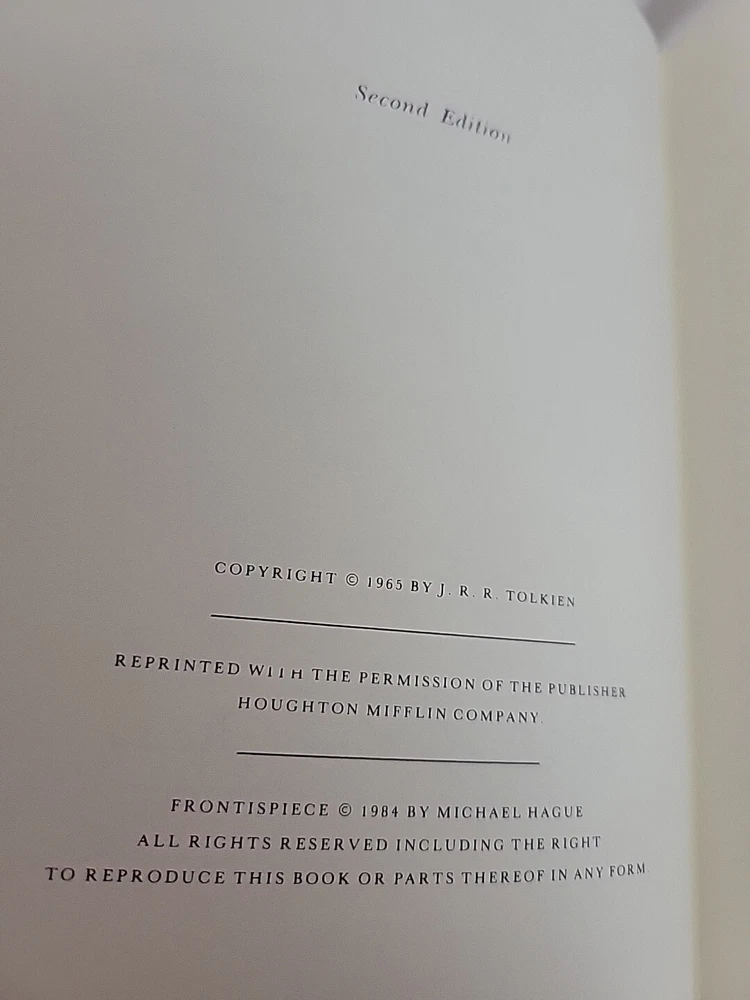 Second Edition
COPYRIGHT © 1965 BY J. R. R. TOLKIEN
REPRINTED WITH THE PERMISSION OF THE PUBLISHER
HOUGHTON MIFFLIN COMPANY.
FRONTISPIECE © 1984 BY MICHAEL HAGUE
ALL RIGHTS RESERVED INCLUDING THE RIGHT
TO REPRODUCE THIS BOOK OR PARTS THEREOF IN ANY FORM.